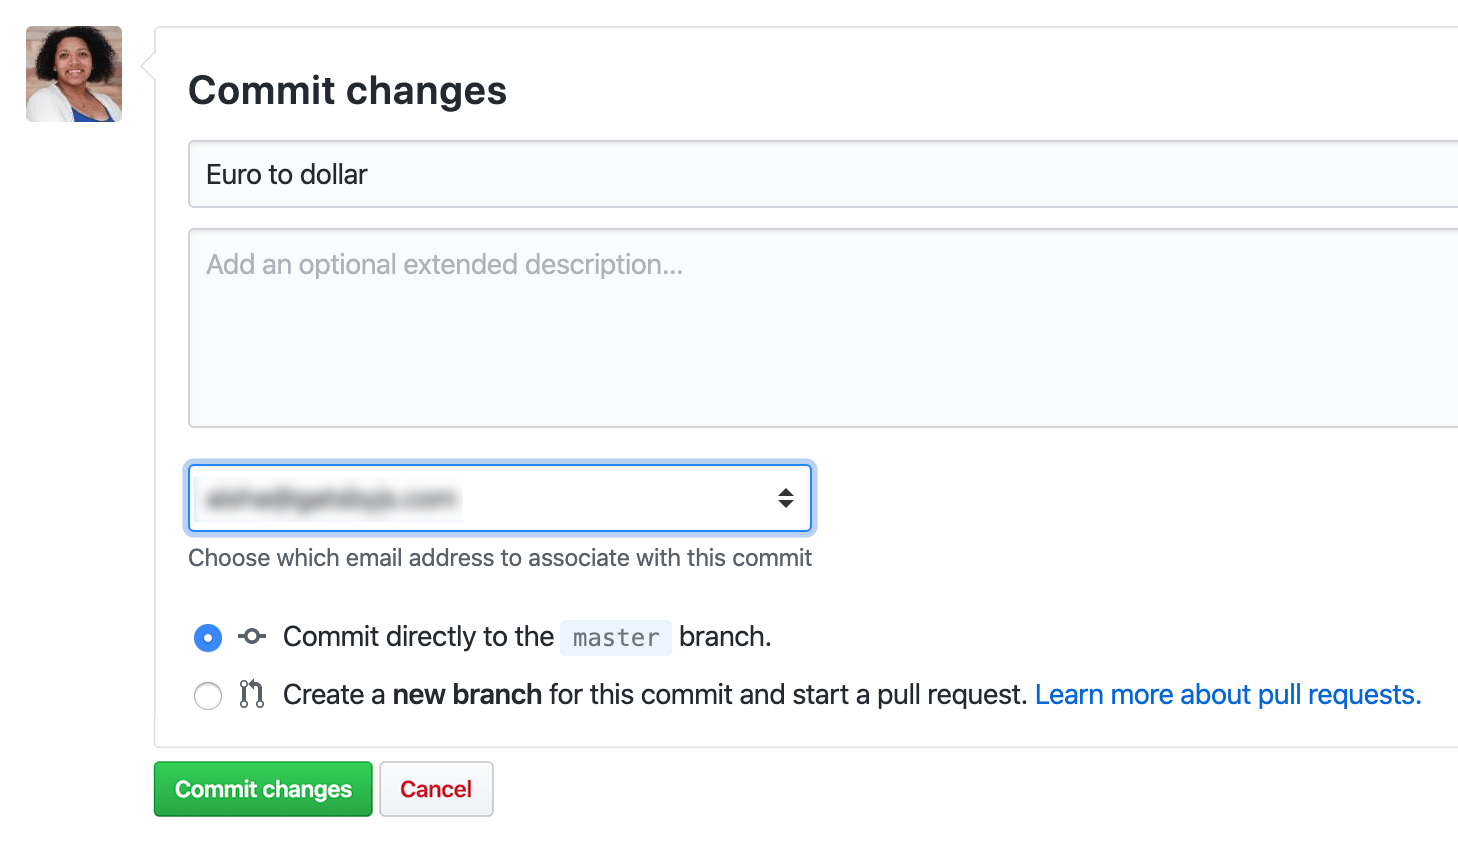 Commit changes
Euro to dollar
Add an optional extended description...
Choose which email address to associate with this commit
Commit directly to the master branch.
Create a new branch for this commit and start a pull request. Learn more about pull requests.
Commit changes Cancel